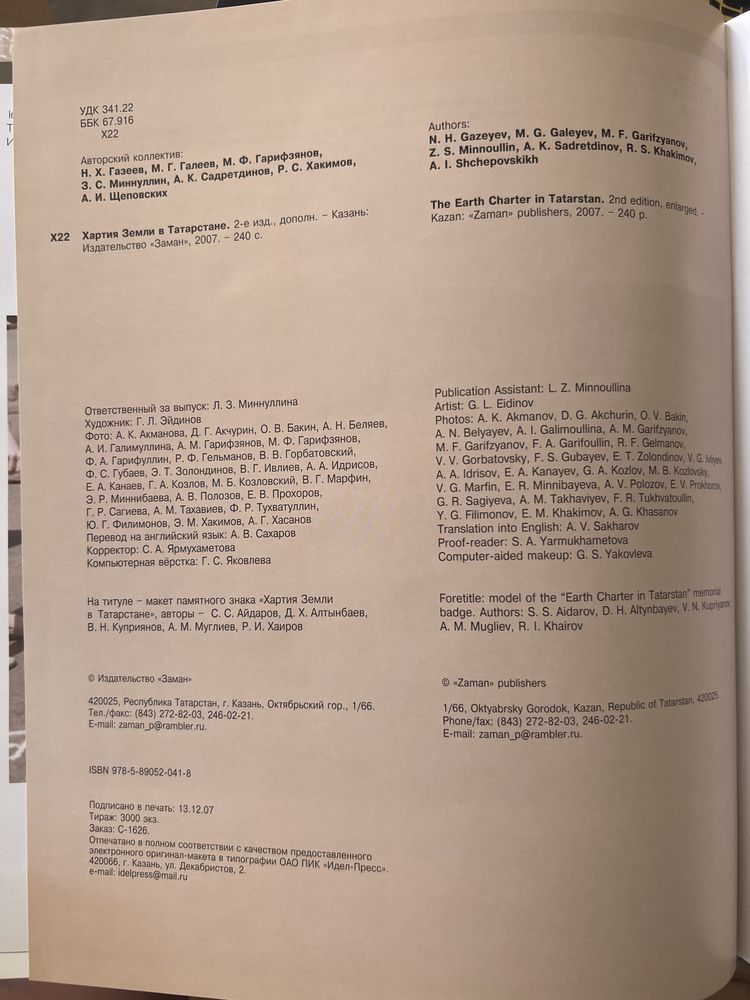 УДК 341.22
ББК 67.916
Х22
Авторский коллектив:
Н. Х. Газеев, М. Г. Галеев, М. Ф. Гарифзянов,
З. С. Миннуллин, А. К. Садретдинов, Р. С. Хакимов,
А. И. Щеповских
Х22 Хартия Земли в Татарстане. 2-е изд., дополн. – Казань:
Издательство «Заман», 2007. – 240 с.
Ответственный за выпуск: Л. З. Миннуллина
Художник: Г. Л. Эйдинов
Фото: А. К. Акманова, Д. Г. Акчурин, О. В. Бакин, А. Н. Беляев,
А. И. Галимуллина, А. М. Гарифзянов, М. Ф. Гарифзянов,
Ф. А. Гарифуллин, Р. Ф. Гельманов, В. В. Горбатовский,
Ф. С. Губаев, Э. Т. Золондинов, В. Г. Ивлиев, А. А. Идрисов,
Е. А. Канаев, Г. А. Козлов, М. Б. Козловский, В. Г. Марфин,
Э. Р. Миннибаева, А. В. Полозов, Е. В. Прохоров,
Г. Р. Сагиева, А. М. Тахавиев, Ф. Р. Тухватуллин,
Ю. Г. Филимонов, Э. М. Хакимов, А. Г. Хасанов
Перевод на английский язык: А. В. Сахаров
Корректор: С. А. Ярмухаметова
Компьютерная вёрстка: Г. С. Яковлева
На титуле – макет памятного знака «Хартия Земли
в Татарстане», авторы – С. С. Айдаров, Д. Х. Алтынбаев,
В. Н. Куприянов, А. М. Муглиев, Р. И. Хаиров
© Издательство «Заман»
420025, Республика Татарстан, г. Казань, Октябрьский гор., 1/66.
Тел./факс: (843) 272-82-03, 246-02-21.
E-mail: zaman_p@rambler.ru.
ISBN 978-5-89052-041-8
Подписано в печать: 13.12.07
Тираж: 3000 экз.
Заказ: С-1626.
Отпечатано в полном соответствии с качеством предоставленного
электронного оригинал-макета в типографии ОАО ПИК «Идел-Пресс».
420066, г. Казань, ул. Декабристов, 2.
e-mail: idelpress@mail.ru
Authors:
N. H. Gazeyev, M. G. Galeyev, M. F. Garifzyanov,
Z. S. Minnoullin, A. K. Sadretdinov, R. S. Khakimov,
A. I. Shchepovskikh
The Earth Charter in Tatarstan. 2nd edition, enlarged. –
Kazan: «Zaman» publishers, 2007. – 240 p.
Publication Assistant: L. Z. Minnoullina
Artist: G. L. Eidinov
Photos: A. K. Akmanov, D. G. Akchurin, O. V. Bakin,
A. N. Belyayev, A. I. Galimoullina, A. M. Garifzyanov,
M. F. Garifzyanov, F. A. Garifoullin, R. F. Gelmanov,
V. V. Gorbatovsky, F. S. Gubayev, E. T. Zolondinov, V. G. Ivliyev,
A. A. Idrisov, E. A. Kanayev, G. A. Kozlov, M. B. Kozlovsky,
V. G. Marfin, E. R. Minnibayeva, A. V. Polozov, E. V. Prokhorov,
G. R. Sagiyeva, A. M. Takhaviyev, F. R. Tukhvatoullin,
Y. G. Filimonov, E. M. Khakimov, A. G. Khasanov
Translation into English: A. V. Sakharov
Proof-reader: S. A. Yarmukhametova
Computer-aided makeup: G. S. Yakovleva
Foretitle: model of the "Earth Charter in Tatarstan" memorial
badge. Authors: S. S. Aidarov, D. H. Altynbayev, V. N. Kupriyanov,
A. M. Mugliev, R. I. Khairov
© «Zaman» publishers
1/66, Oktyabrsky Gorodok, Kazan, Republic of Tatarstan, 420025.
Phone/fax: (843) 272-82-03, 246-02-21.
E-mail: zaman_p@rambler.ru.